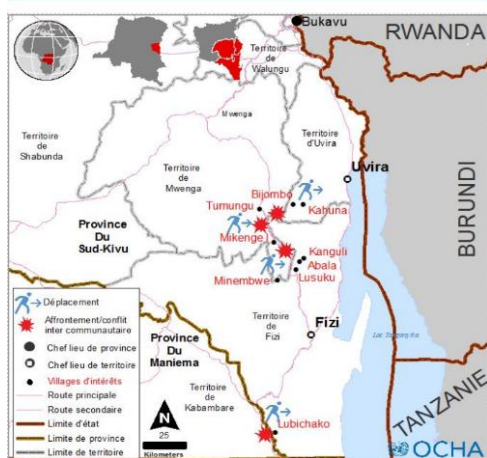 Bukavu
RWANDA
Territoire
de
Walungu
Mwenga
Territoire
de
Shabunda
Territoire
d'Uvira
Territoire
de
Mwenga
Uvira
Bijombo
Tumungu
Kahuna
BURUNDI
Province
Du
Sud-Kivu
Mikenge
Kanguli
Abala
Lusuku
Minembwe
Déplacement
Affrontement/conflit
inter communautaire
Chef lieu de province
Chef lieu de territoire
Villages d'intérêts
Route principale
Route secondaire
Limite d'état
Limite de province
Limite de territoire
Territoire
de
Fizi
Fizi
Province
Du
Maniema
Territoire
de
Kabambare
N
25
Kilometers
Lubichako
TANZANIE
OCHA